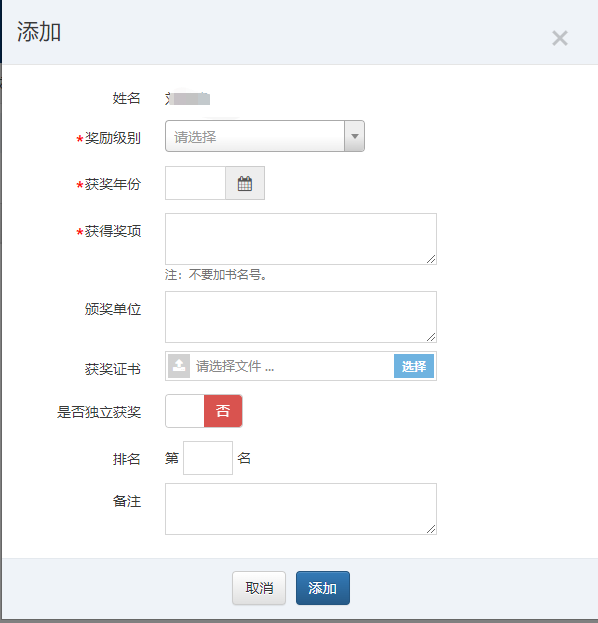 添加
×
姓名
*奖励级别 请选择
*获奖年份
*获得奖项
注：不要加书名号。
颁奖单位
获奖证书 请选择文件 ... 选择
是否独立获奖 否
排名 第 名
备注
取消 添加